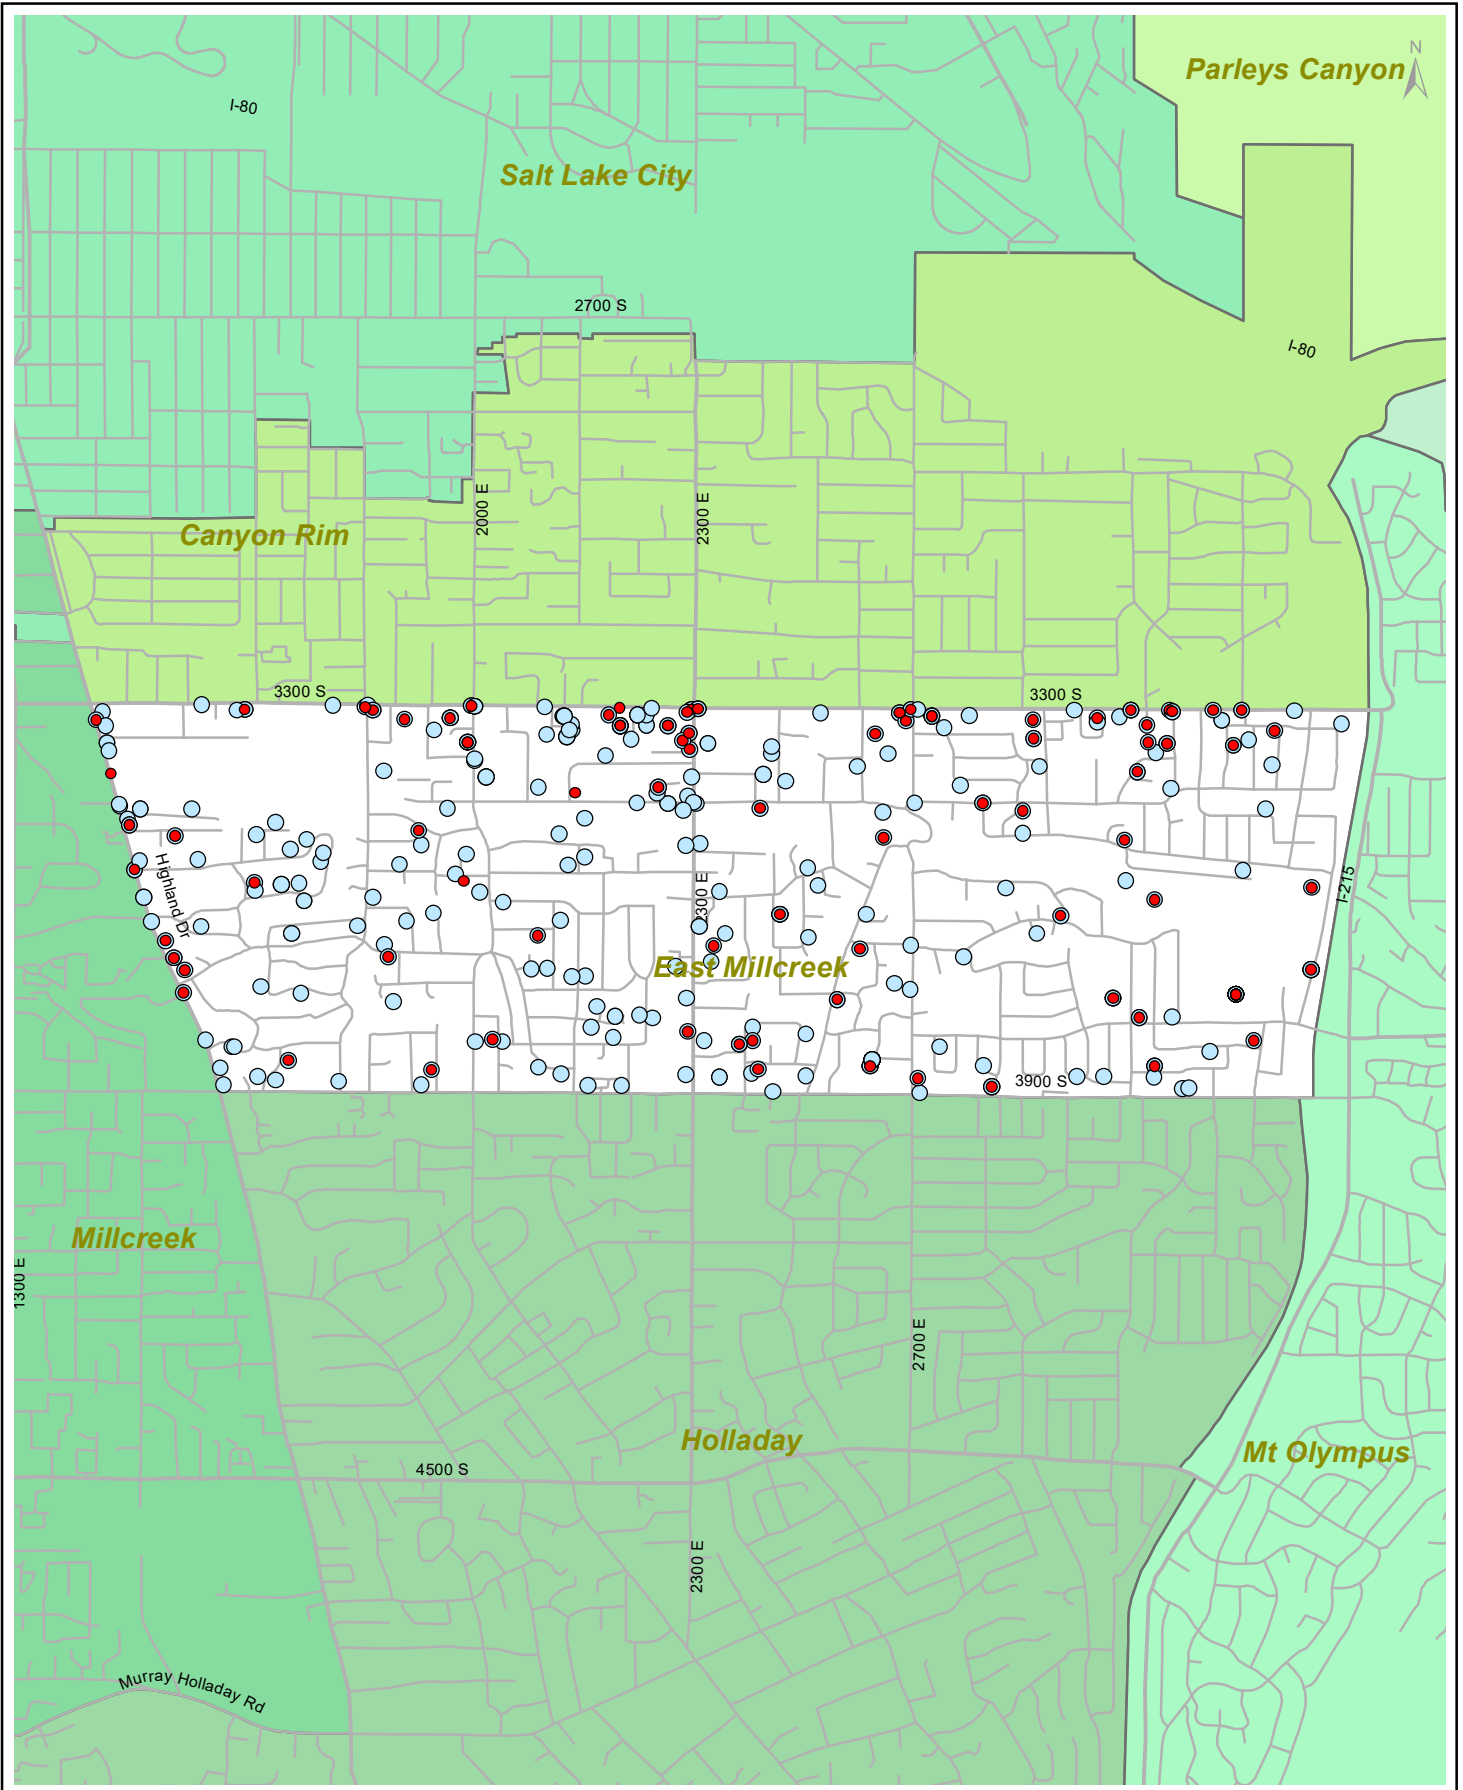 N
Parleys Canyon
I-80
Salt Lake City
2700 S
I-80
2000 E
2300 E
Canyon Rim
3300 S
3300 S
Highland Dr
2300 E
I-215
East Millcreek
3900 S
Millcreek
1300 E
2700 E
Holladay
Mt Olympus
4500 S
2300 E
Murray Holladay Rd